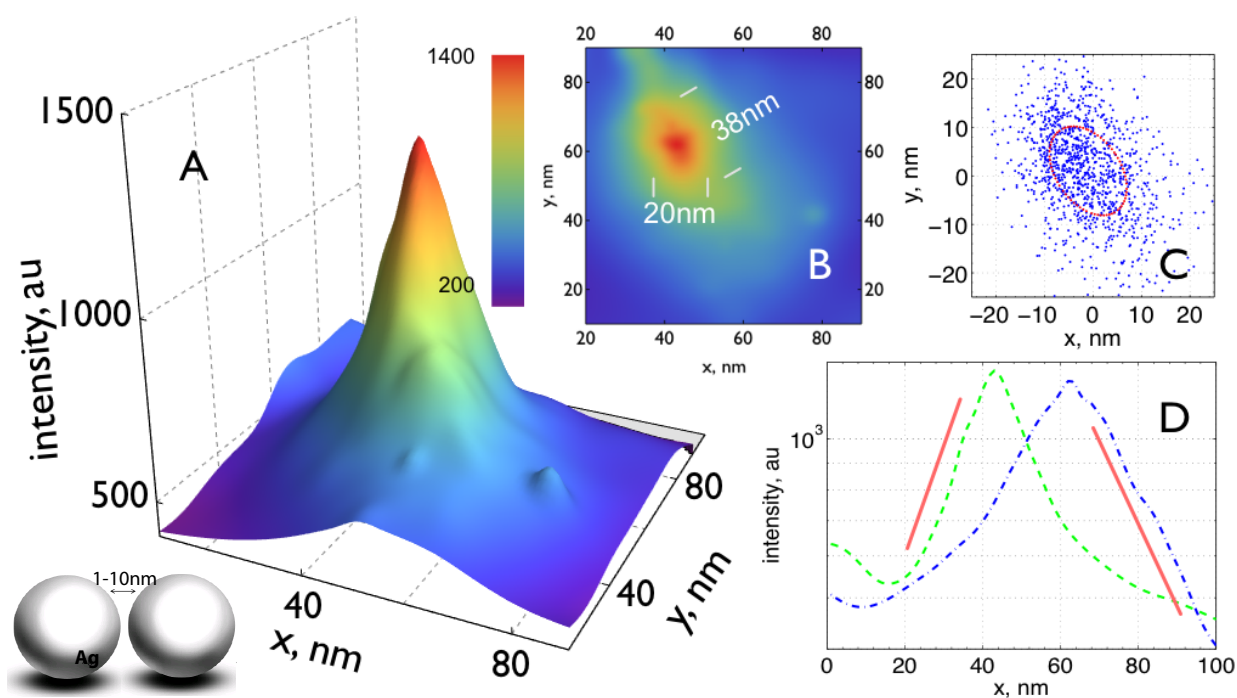 A
1500
1000
500
intensity, au
40
80
x, nm
40
80
y, nm
1-10nm
Ag
1400
200
20 40 60 80
80
60
40
20
80
60
40
20
y, nm
38nm
20nm
B
20 40 60 80
x, nm
20
10
0
−10
−20
y, nm
C
−20 −10 0 10 20
x, nm
D
10³
intensity, au
0 20 40 60 80 100
x, nm